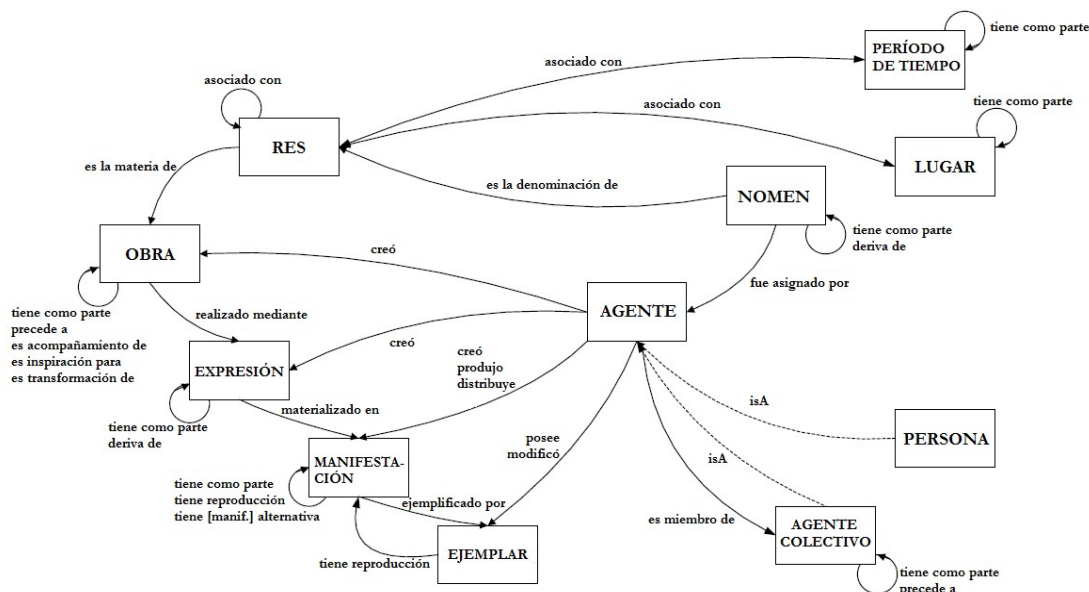 tiene como parte
PERÍODO
DE TIEMPO
asociado con
asociado con
tiene como parte
asociado con
RES
LUGAR
es la materia de
es la denominación de
NOMEN
tiene como parte
deriva de
OBRA
creó
fue asignado por
AGENTE
tiene como parte
precede a
es acompañamiento de
es inspiración para
es transformación de
realizado mediante
creó
creó
produjo
distribuye
EXPRESIÓN
isA
tiene como parte
deriva de
materializado en
PERSONA
posee
modificó
MANIFESTA-
CIÓN
isA
tiene como parte
tiene reproducción
tiene [manif.] alternativa
ejemplificado por
es miembro de
AGENTE
COLECTIVO
EJEMPLAR
tiene reproducción
tiene como parte
precede a